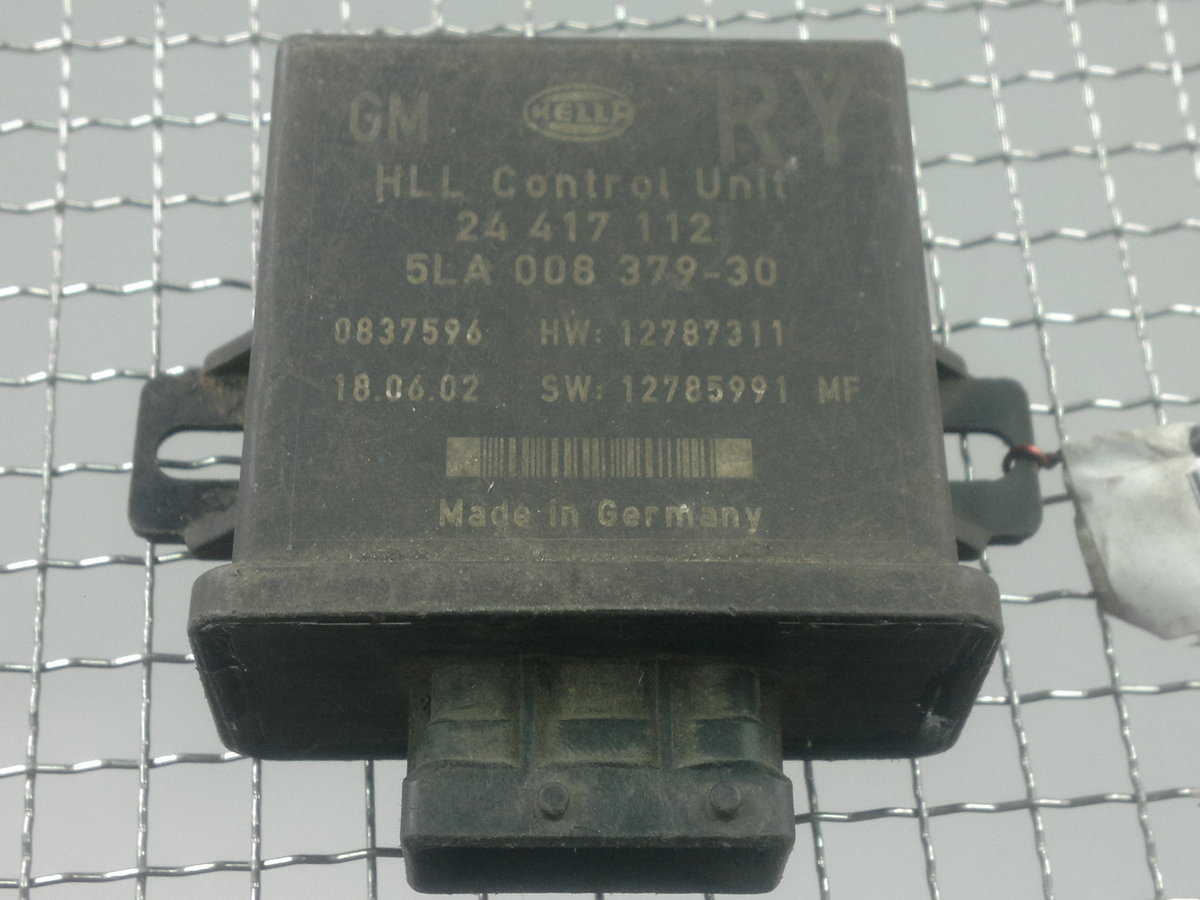 GM HELLA RY
HLL Control Unit
24 417 112
5LA 008 379-30
0837596 HW: 12787311
18.06.02 SW: 12785991 MF
Made in Germany